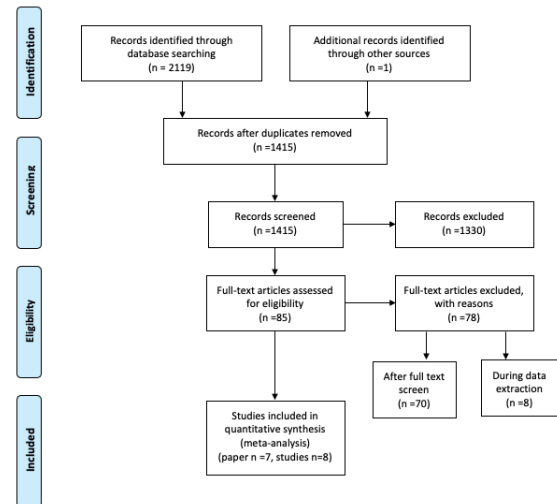 Identification
Records identified through
database searching
(n = 2119)
Additional records identified
through other sources
(n =1)
Records after duplicates removed
(n =1415)
Screening
Records screened
(n =1415)
Records excluded
(n =1330)
Eligibility
Full-text articles assessed
for eligibility
(n =85)
Full-text articles excluded,
with reasons
(n =78)
After full text
screen
(n =70)
During data
extraction
(n =8)
Included
Studies included in
quantitative synthesis
(meta-analysis)
(paper n =7, studies n=8)